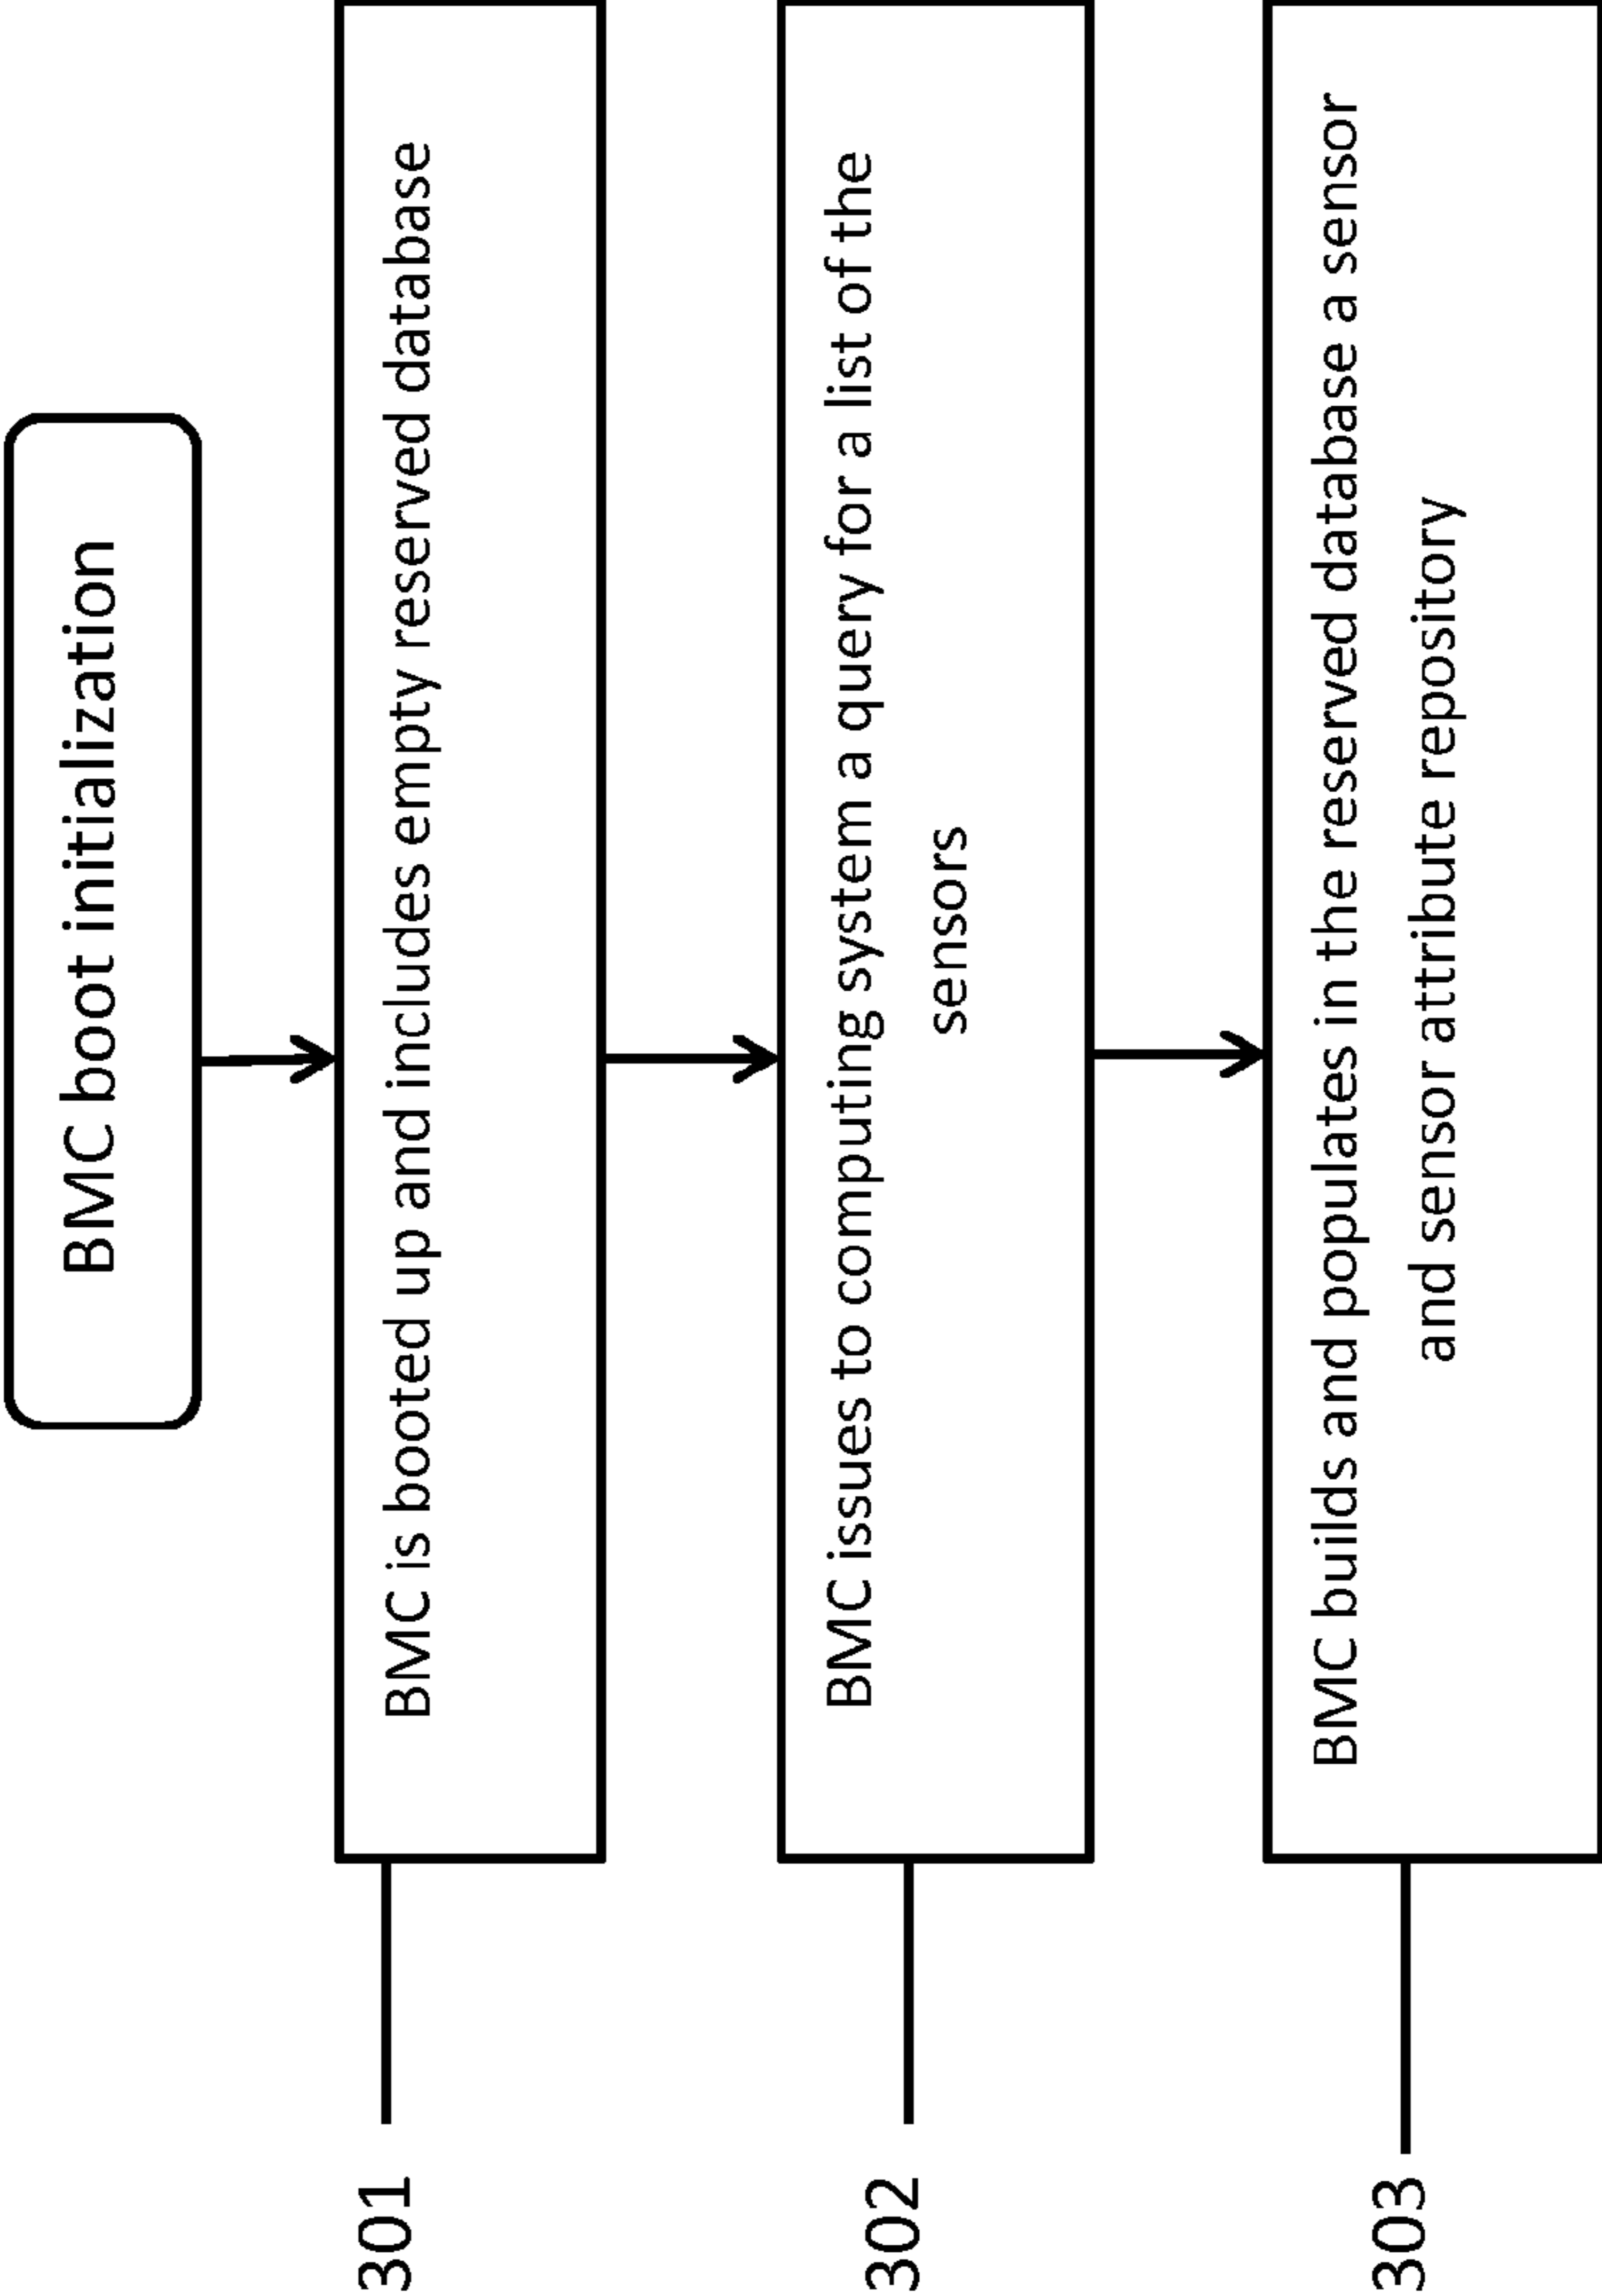 BMC boot initialization
301
BMC is booted up and includes empty reserved database
302
BMC issues to computing system a query for a list of the
sensors
303
BMC builds and populates in the reserved database a sensor
and sensor attribute repository